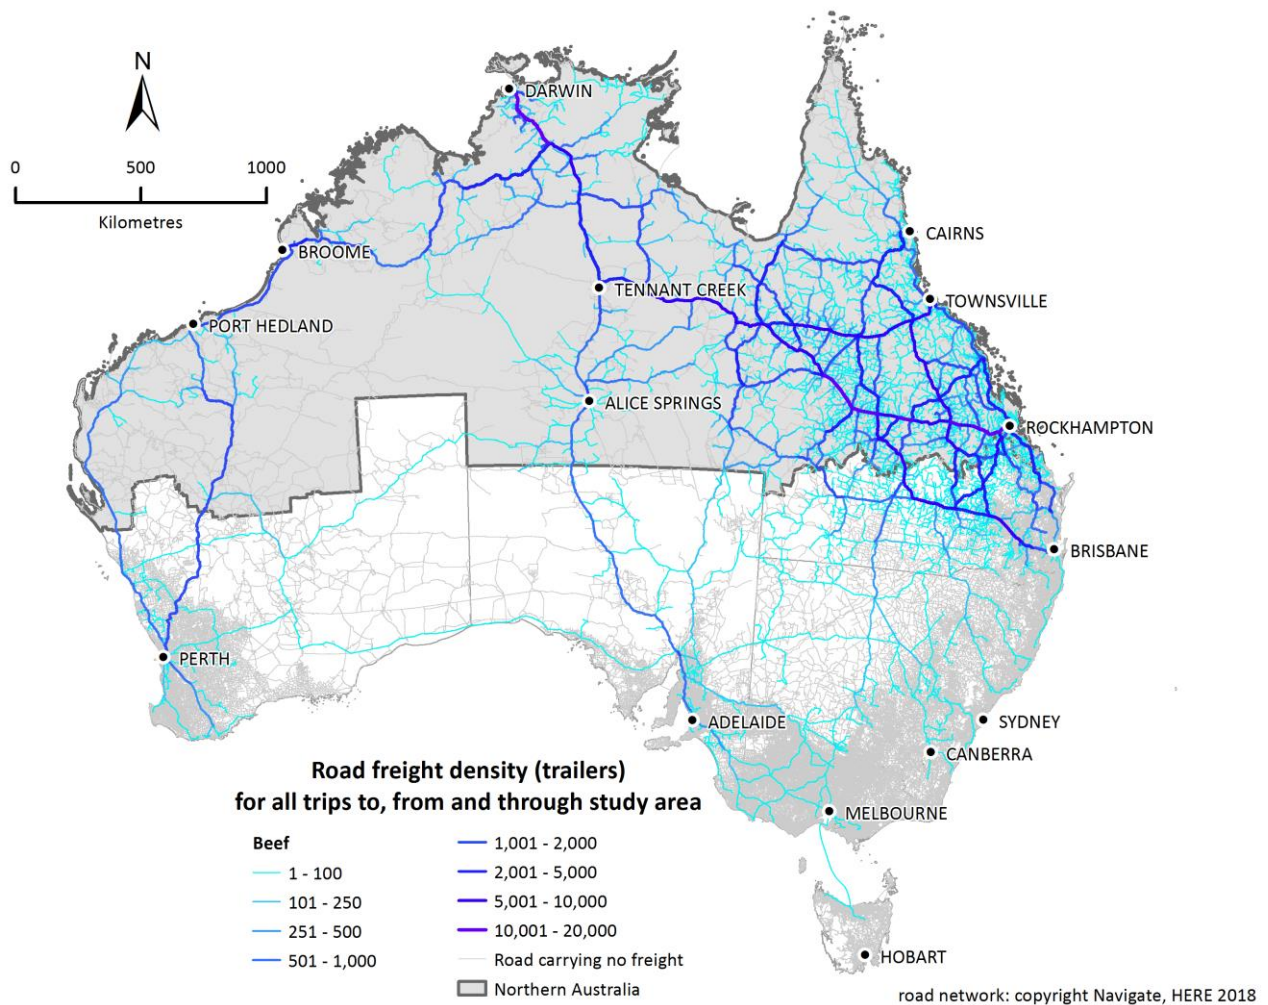 N
DARWIN
0 500 1000
Kilometres
CAIRNS
BROOME
TENNANT CREEK
TOWNSVILLE
PORT HEDLAND
ALICE SPRINGS
ROCKHAMPTON
BRISBANE
PERTH
ADELAIDE
SYDNEY
CANBERRA
MELBOURNE
HOBART
Road freight density (trailers)
for all trips to, from and through study area
Beef
1 - 100
101 - 250
251 - 500
501 - 1,000
1,001 - 2,000
2,001 - 5,000
5,001 - 10,000
10,001 - 20,000
Road carrying no freight
Northern Australia
road network: copyright Navigate, HERE 2018